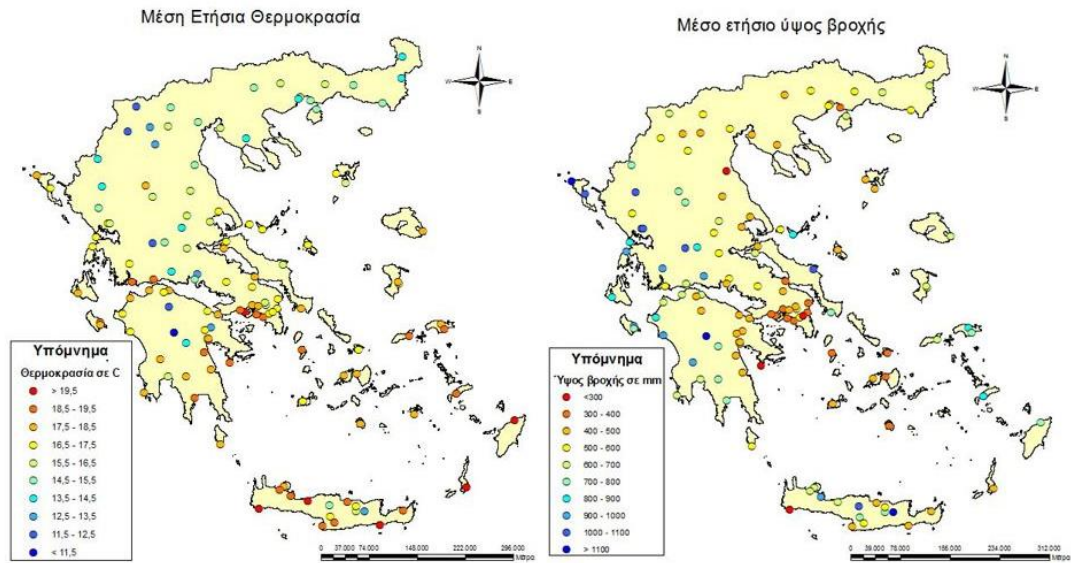 Μέση Ετήσια Θερμοκρασία
N
W
E
S
Υπόμνημα
Θερμοκρασία σε C
> 19,5
18,5 - 19,5
17,5 - 18,5
16,5 - 17,5
15,5 - 16,5
14,5 - 15,5
13,5 - 14,5
12,5 - 13,5
11,5 - 12,5
< 11,5
0 37.000 74.000 148.000 222.000 296.000
Μέτρα
Μέσο ετήσιο ύψος βροχής
N
W
E
S
Υπόμνημα
Ύψος βροχής σε mm
<300
300 - 400
400 - 500
500 - 600
600 - 700
700 - 800
800 - 900
900 - 1000
1000 - 1100
> 1100
0 39.000 78.000 156.000 234.000 312.000
Μέτρα